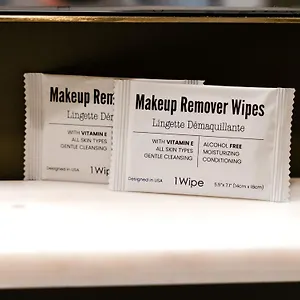 Makeup Rem
Lingette Dé
WITH VITAMIN E
ALL SKIN TYPES
GENTLE CLEANSING
Designed in USA
1 Wipe
Makeup Remover Wipes
Lingette Démaquillante
WITH VITAMIN E
ALL SKIN TYPES
GENTLE CLEANSING
ALCOHOL FREE
MOISTURIZING
CONDITIONING
Designed in USA
1 Wipe
5.5"x 7.1" (14cm x 18cm)